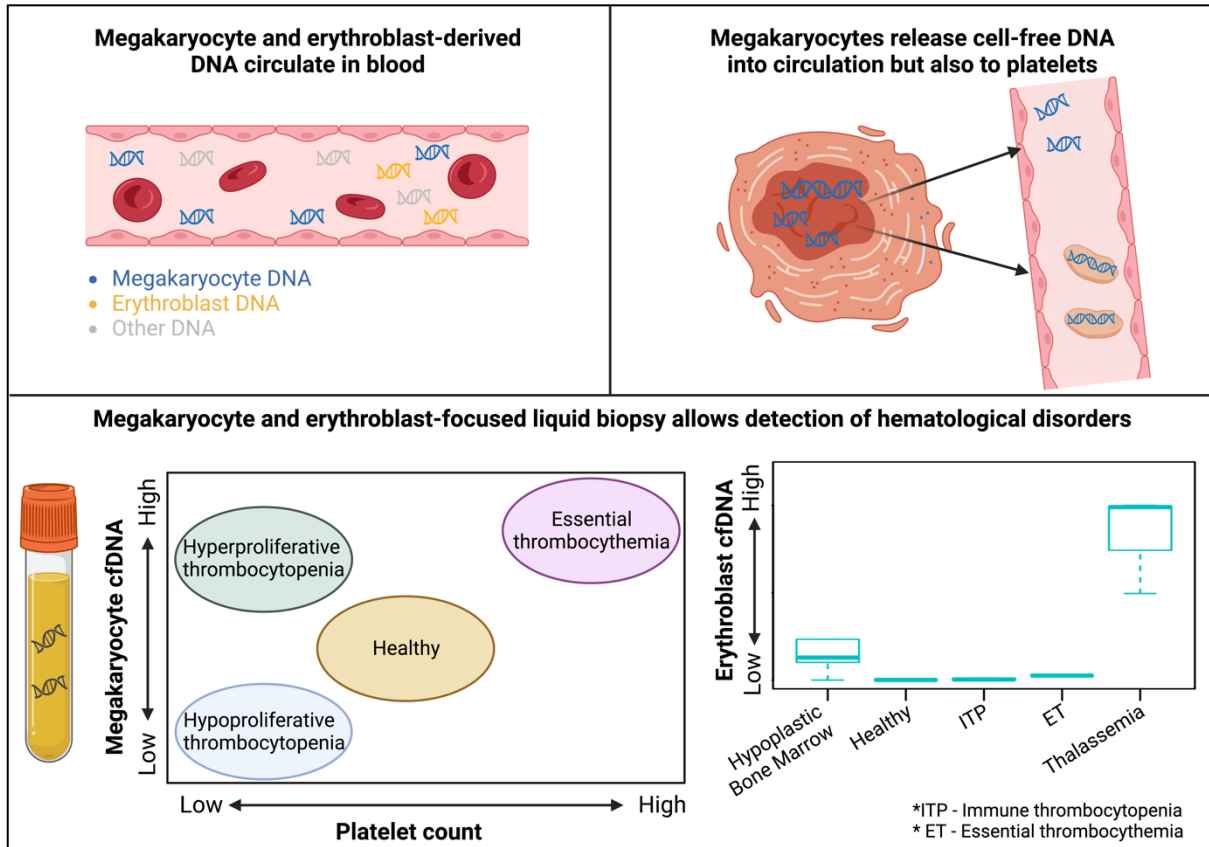 Megakaryocyte and erythroblast-derived
DNA circulate in blood
• Megakaryocyte DNA
• Erythroblast DNA
• Other DNA
Megakaryocytes release cell-free DNA
into circulation but also to platelets
Megakaryocyte and erythroblast-focused liquid biopsy allows detection of hematological disorders
Megakaryocyte cfDNA
Low
High
Hyperproliferative
thrombocytopenia
Essential
thrombocythemia
Healthy
Hypoproliferative
thrombocytopenia
Low
High
Platelet count
Erythroblast cfDNA
Low
High
Hypoplastic
Bone Marrow
Healthy
ITP
ET
Thalassemia
*ITP - Immune thrombocytopenia
* ET - Essential thrombocythemia